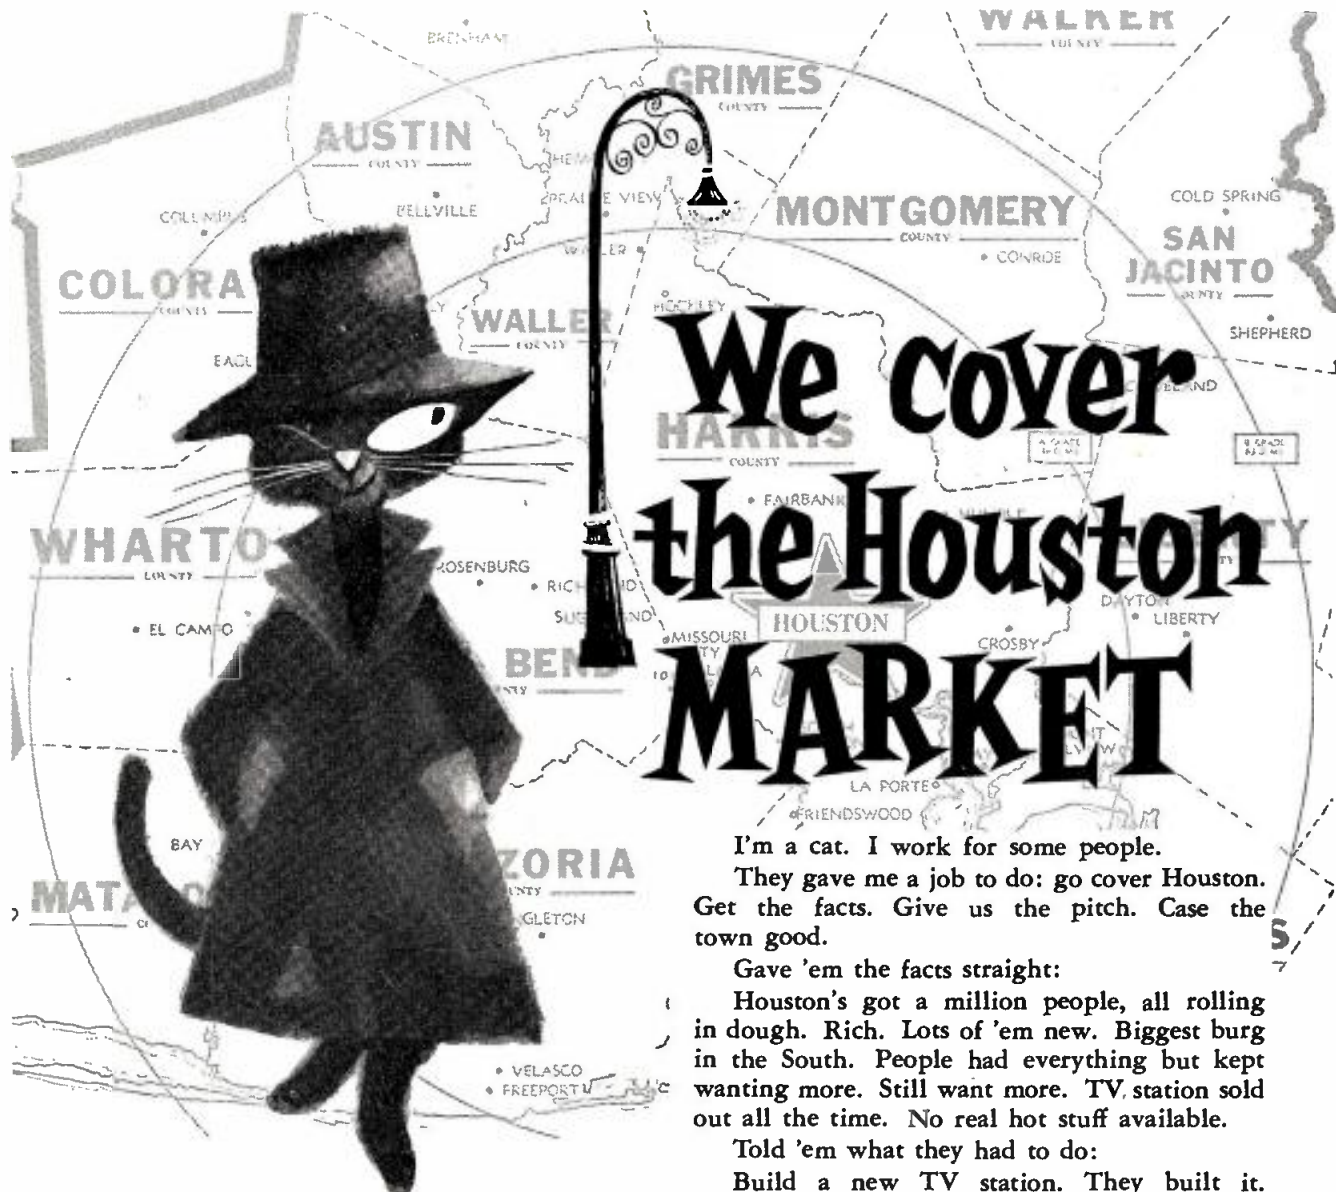 WALKER
COUNTY
BRENHAM
GRIMES
COUNTY
AUSTIN
COUNTY
COLD SPRING
BELLVILLE
MONTGOMERY
COUNTY
SAN
JACINTO
COUNTY
CONROE
COLORA
COUNTY
HOCKLEY
WALLER
COUNTY
SHEPHERD
We cover
HARRIS
COUNTY
FAIRBANK
the Houston
WHARTO
COUNTY
ROSENBURG
HOUSTON
DAYTON
LIBERTY
EL CAMPO
MISSOURI
CROSBY
BEND
MARKET
LA PORTE
FRIENDSWOOD
BAY
ZORIA
MATA
GLETON
VELASCO
FREEPORT
I'm a cat. I work for some people.
They gave me a job to do: go cover Houston.
Get the facts. Give us the pitch. Case the
town good.
Gave 'em the facts straight:
Houston's got a million people, all rolling
in dough. Rich. Lots of 'em new. Biggest burg
in the South. People had everything but kept
wanting more. Still want more. TV station sold
out all the time. No real hot stuff available.
Told 'em what they had to do:
Build a new TV station. They built it.